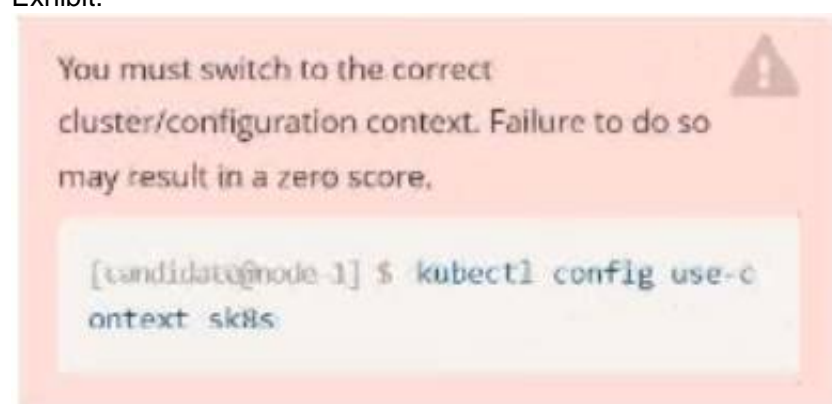 Exhibit:
You must switch to the correct
cluster/configuration context. Failure to do so
may result in a zero score.
[candidate@node-1] $ kubectl config use-c
ontext sk8s